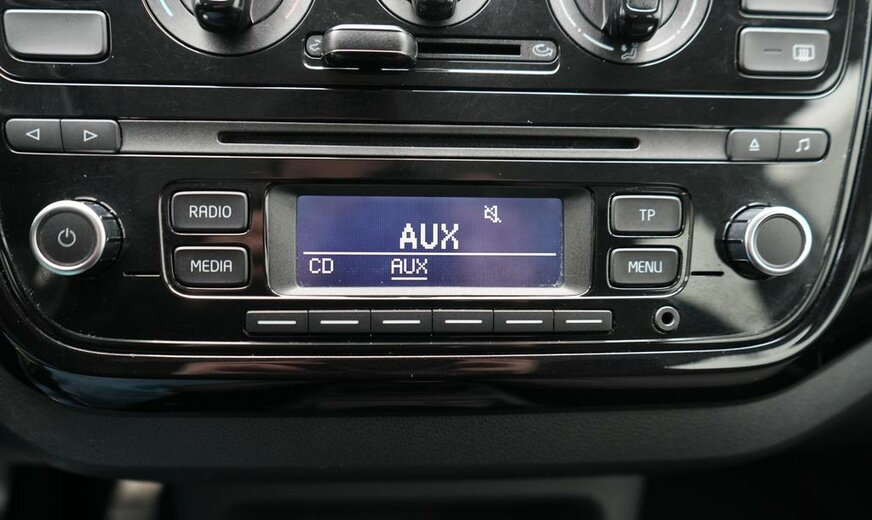 RADIO
AUX
TP
MEDIA
CD AUX
MENU